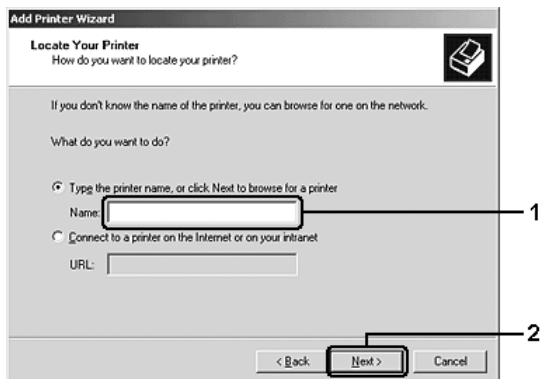 Add Printer Wizard
Locate Your Printer
How do you want to locate your printer?
If you don't know the name of the printer, you can browse for one on the network.
What do you want to do?
Type the printer name, or click Next to browse for a printer
Name:
1
Connect to a printer on the Internet or on your intranet
URL:
2
< Back Next > Cancel